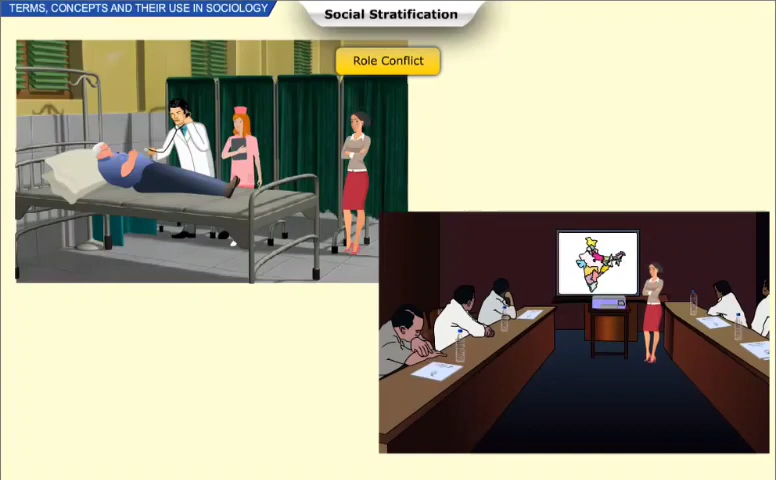 TERMS, CONCEPTS AND THEIR USE IN SOCIOLOGY
Social Stratification
Role Conflict